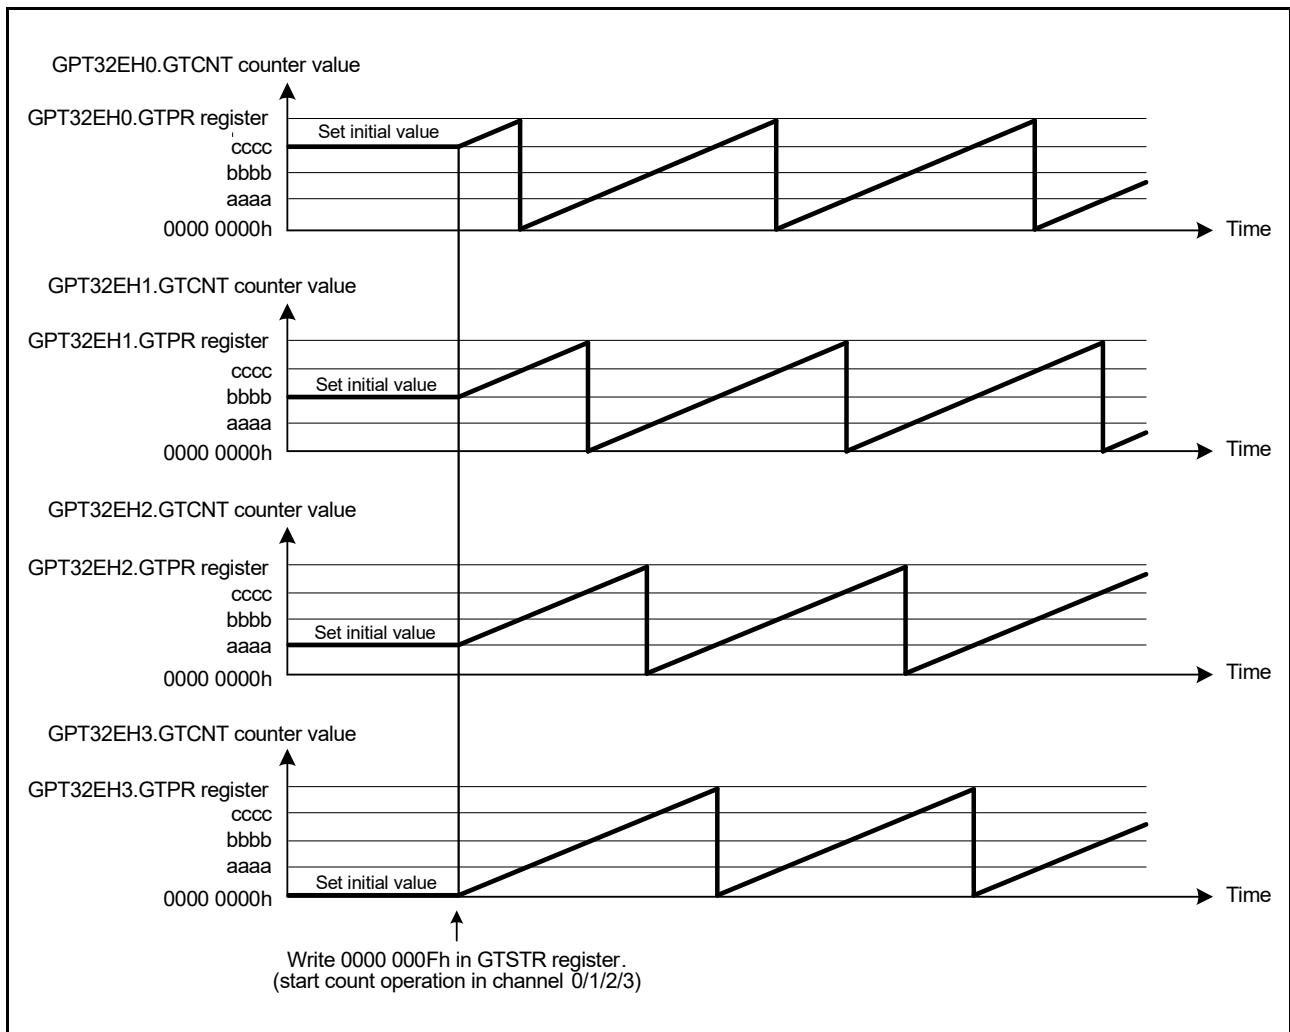 GPT32EH0.GTCNT counter value
GPT32EH0.GTPR register
Set initial value
cccc
bbbb
aaaa
0000 0000h
Time
GPT32EH1.GTCNT counter value
GPT32EH1.GTPR register
cccc
Set initial value
bbbb
aaaa
0000 0000h
Time
GPT32EH2.GTCNT counter value
GPT32EH2.GTPR register
cccc
bbbb
Set initial value
aaaa
0000 0000h
Time
GPT32EH3.GTCNT counter value
GPT32EH3.GTPR register
cccc
bbbb
aaaa
Set initial value
0000 0000h
Time
Write 0000 000Fh in GTSTR register.
(start count operation in channel 0/1/2/3)